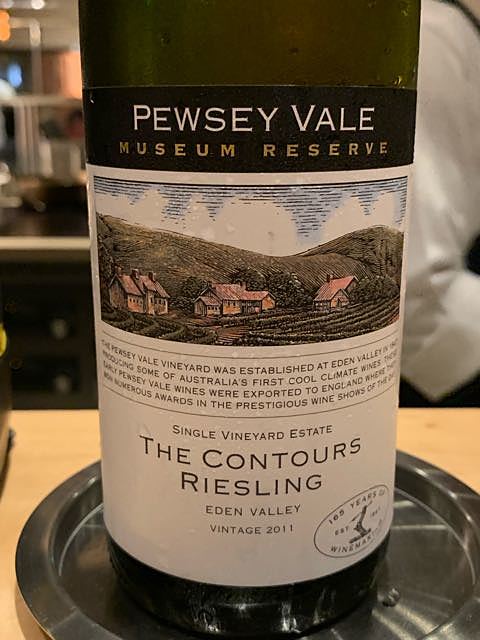 PEWSEY VALE
MUSEUM RESERVE
THE PEWSEY VALE VINEYARD WAS ESTABLISHED AT EDEN VALLEY IN
PRODUCING SOME OF AUSTRALIA'S FIRST COOL CLIMATE WINES. THESE
EARLY PEWSEY VALE WINES WERE EXPORTED TO ENGLAND WHERE THEY
WON NUMEROUS AWARDS IN THE PRESTIGIOUS WINE SHOWS OF THE
SINGLE VINEYARD ESTATE
THE CONTOURS
RIESLING
EDEN VALLEY
VINTAGE 2011
165 YEARS OF
EST. 1847
WINEMAKING